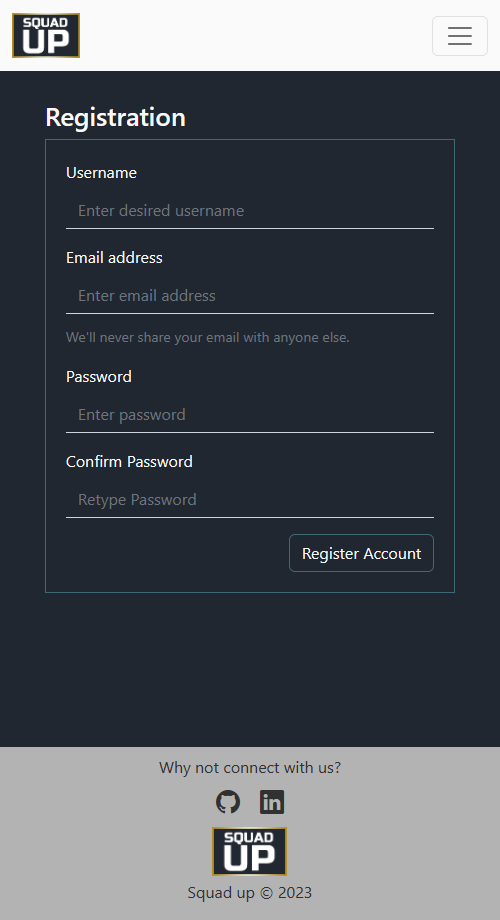 SQUAD
UP
Registration
Username
Enter desired username
Email address
Enter email address
We'll never share your email with anyone else.
Password
Enter password
Confirm Password
Retype Password
Register Account
Why not connect with us?
in
SQUAD
UP
Squad up © 2023